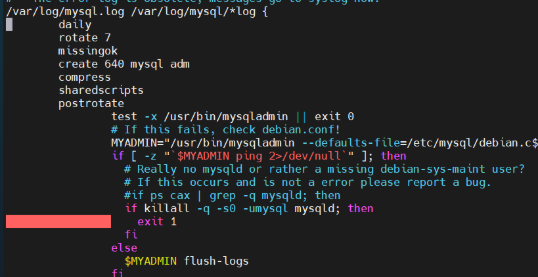 # The error log is obsolete, messages go to syslog now.
/var/log/mysql.log /var/log/mysql/*log {
daily
rotate 7
missingok
create 640 mysql adm
compress
sharedscripts
postrotate
test -x /usr/bin/mysqladmin || exit 0
# If this fails, check debian.conf!
MYADMIN="/usr/bin/mysqladmin --defaults-file=/etc/mysql/debian.c$
if [ -z "`$MYADMIN ping 2>/dev/null`" ]; then
# Really no mysqld or rather a missing debian-sys-maint user?
# If this occurs and is not a error please report a bug.
#if ps cax | grep -q mysqld; then
if killall -q -s0 -umysql mysqld; then
exit 1
fi
else
$MYADMIN flush-logs
fi